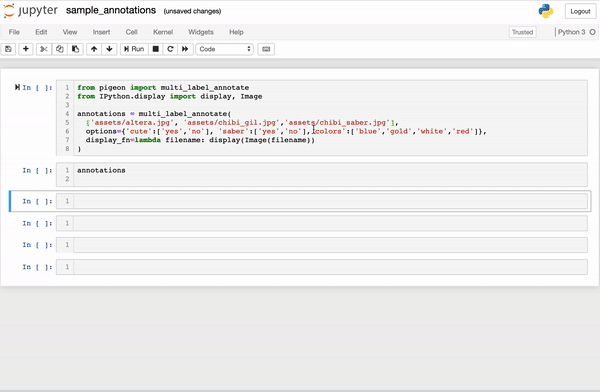 jupyter sample_annotations (unsaved changes) Logout
File Edit View Insert Cell Kernel Widgets Help Trusted Python 3
Run Code
In [ ]: 1 from pigeon import multi_label_annotate
2 from IPython.display import display, Image
3
4 annotations = multi_label_annotate(
5 ['assets/altera.jpg', 'assets/chibi_gil.jpg','assets/chibi_saber.jpg'],
6 options={'cute':['yes','no'], 'saber':['yes','no'],'colors':['blue','gold','white','red']},
7 display_fn=lambda filename: display(Image(filename))
8 )
In [ ]: 1 annotations
2
In [ ]: 1
In [ ]: 1
In [ ]: 1
In [ ]: 1